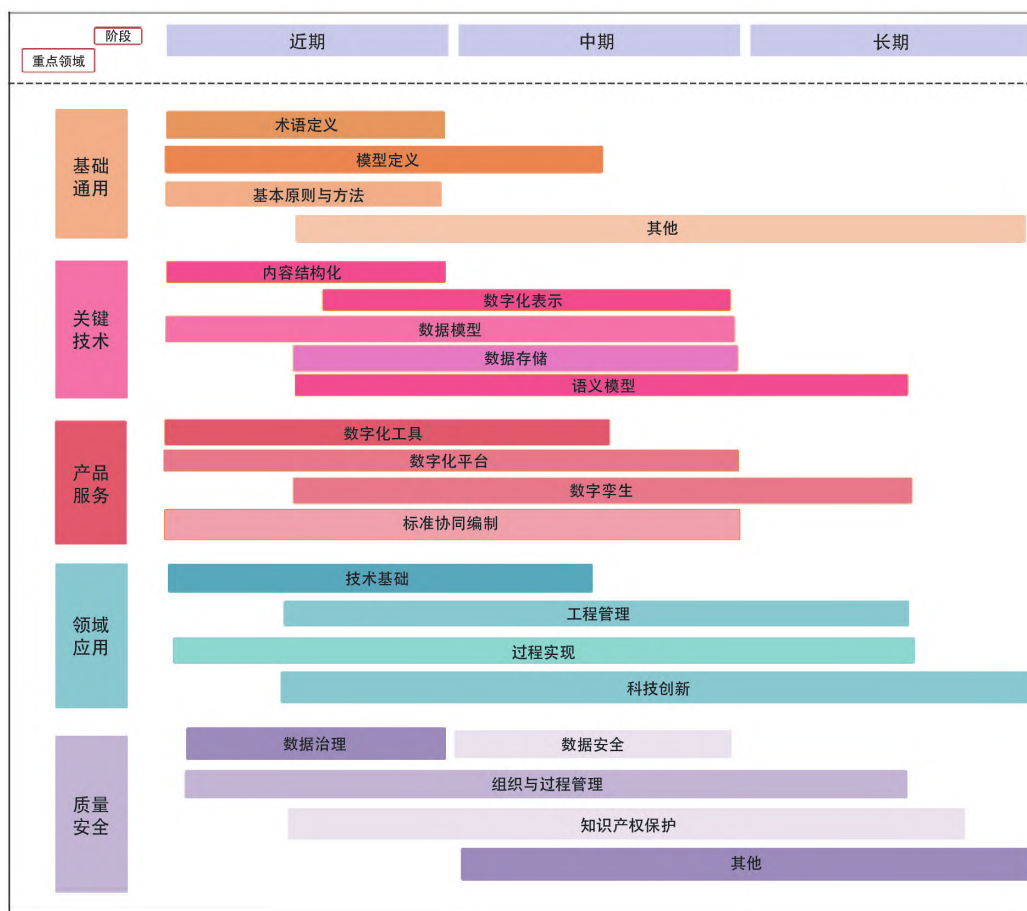 阶段
近期
中期
长期
重点领域
基础
通用
术语定义
模型定义
基本原则与方法
其他
关键
技术
内容结构化
数字化表示
数据模型
数据存储
语义模型
产品
服务
数字化工具
数字化平台
数字孪生
标准协同编制
领域
应用
技术基础
工程管理
过程实现
科技创新
质量
安全
数据治理
数据安全
组织与过程管理
知识产权保护
其他